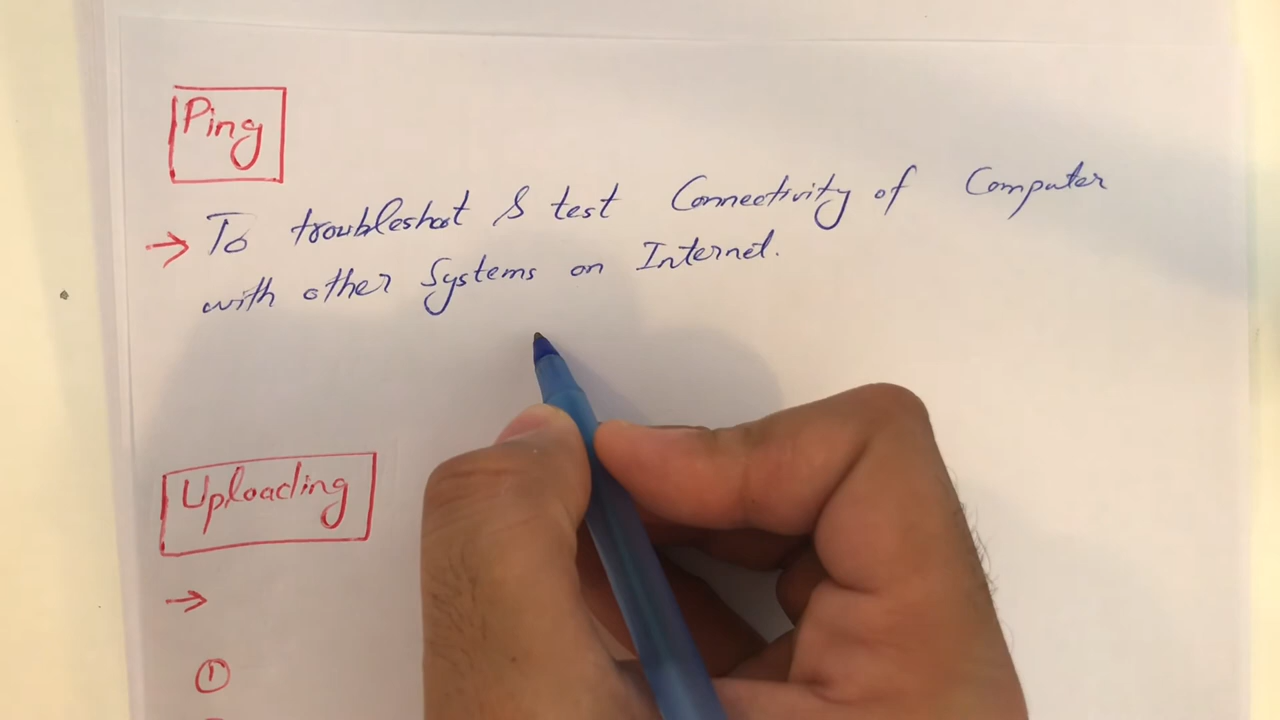 Ping
→ To troubleshoot & test Connectivity of Computer
with other Systems on Internet.
Uploading
→
①